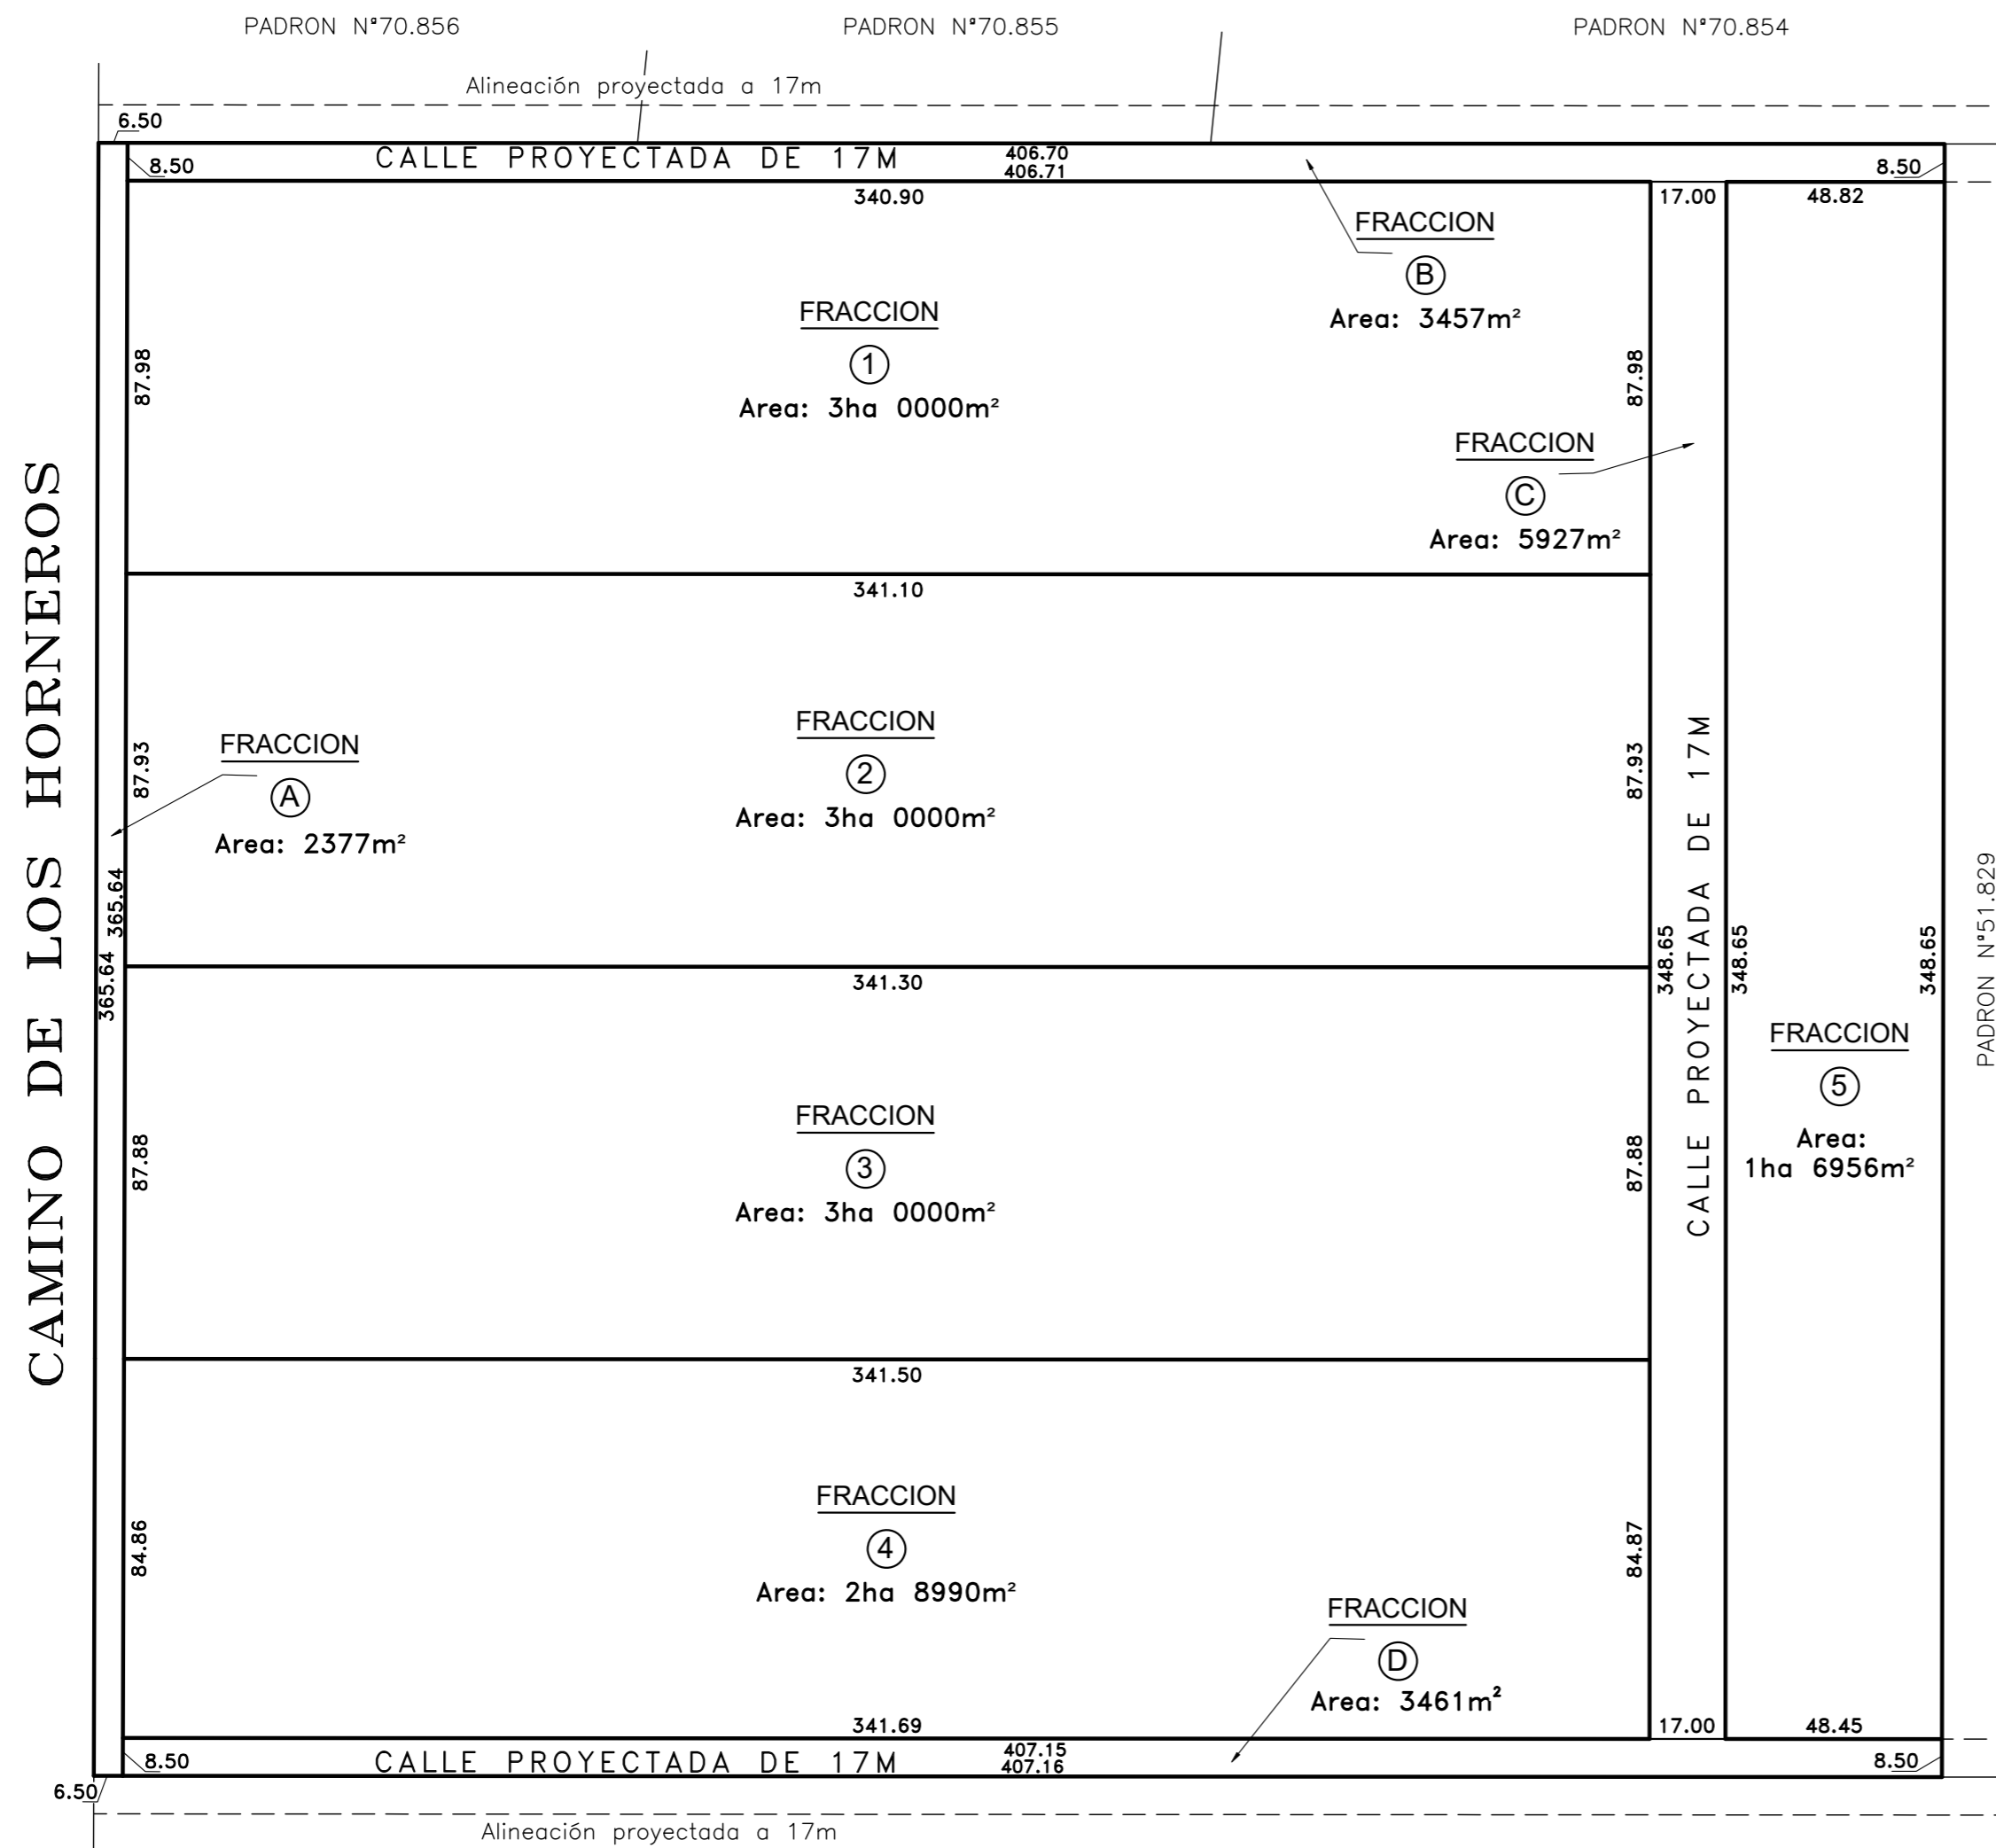 PADRON N°70.856
PADRON N°70.855
PADRON N°70.854
Alineación proyectada a 17m
6.50
CALLE PROYECTADA DE 17M
406.70
406.71
8.50
8.50
340.90
17.00
48.82
FRACCION
B
Area: 3457m²
FRACCION
1
Area: 3ha 0000m²
87.98
87.98
FRACCION
C
Area: 5927m²
341.10
CAMINO DE LOS HORNEROS
FRACCION
A
Area: 2377m²
87.93
FRACCION
2
Area: 3ha 0000m²
87.93
365.64
365.64
341.30
348.65
CALLE PROYECTADA DE 17M
348.65
348.65
PADRON N°51.829
FRACCION
5
Area:
1ha 6956m²
87.88
FRACCION
3
Area: 3ha 0000m²
87.88
341.50
84.86
FRACCION
4
Area: 2ha 8990m²
84.87
FRACCION
D
Area: 3461m²
341.69
17.00
48.45
8.50
CALLE PROYECTADA DE 17M
407.15
407.16
8.50
6.50
Alineación proyectada a 17m